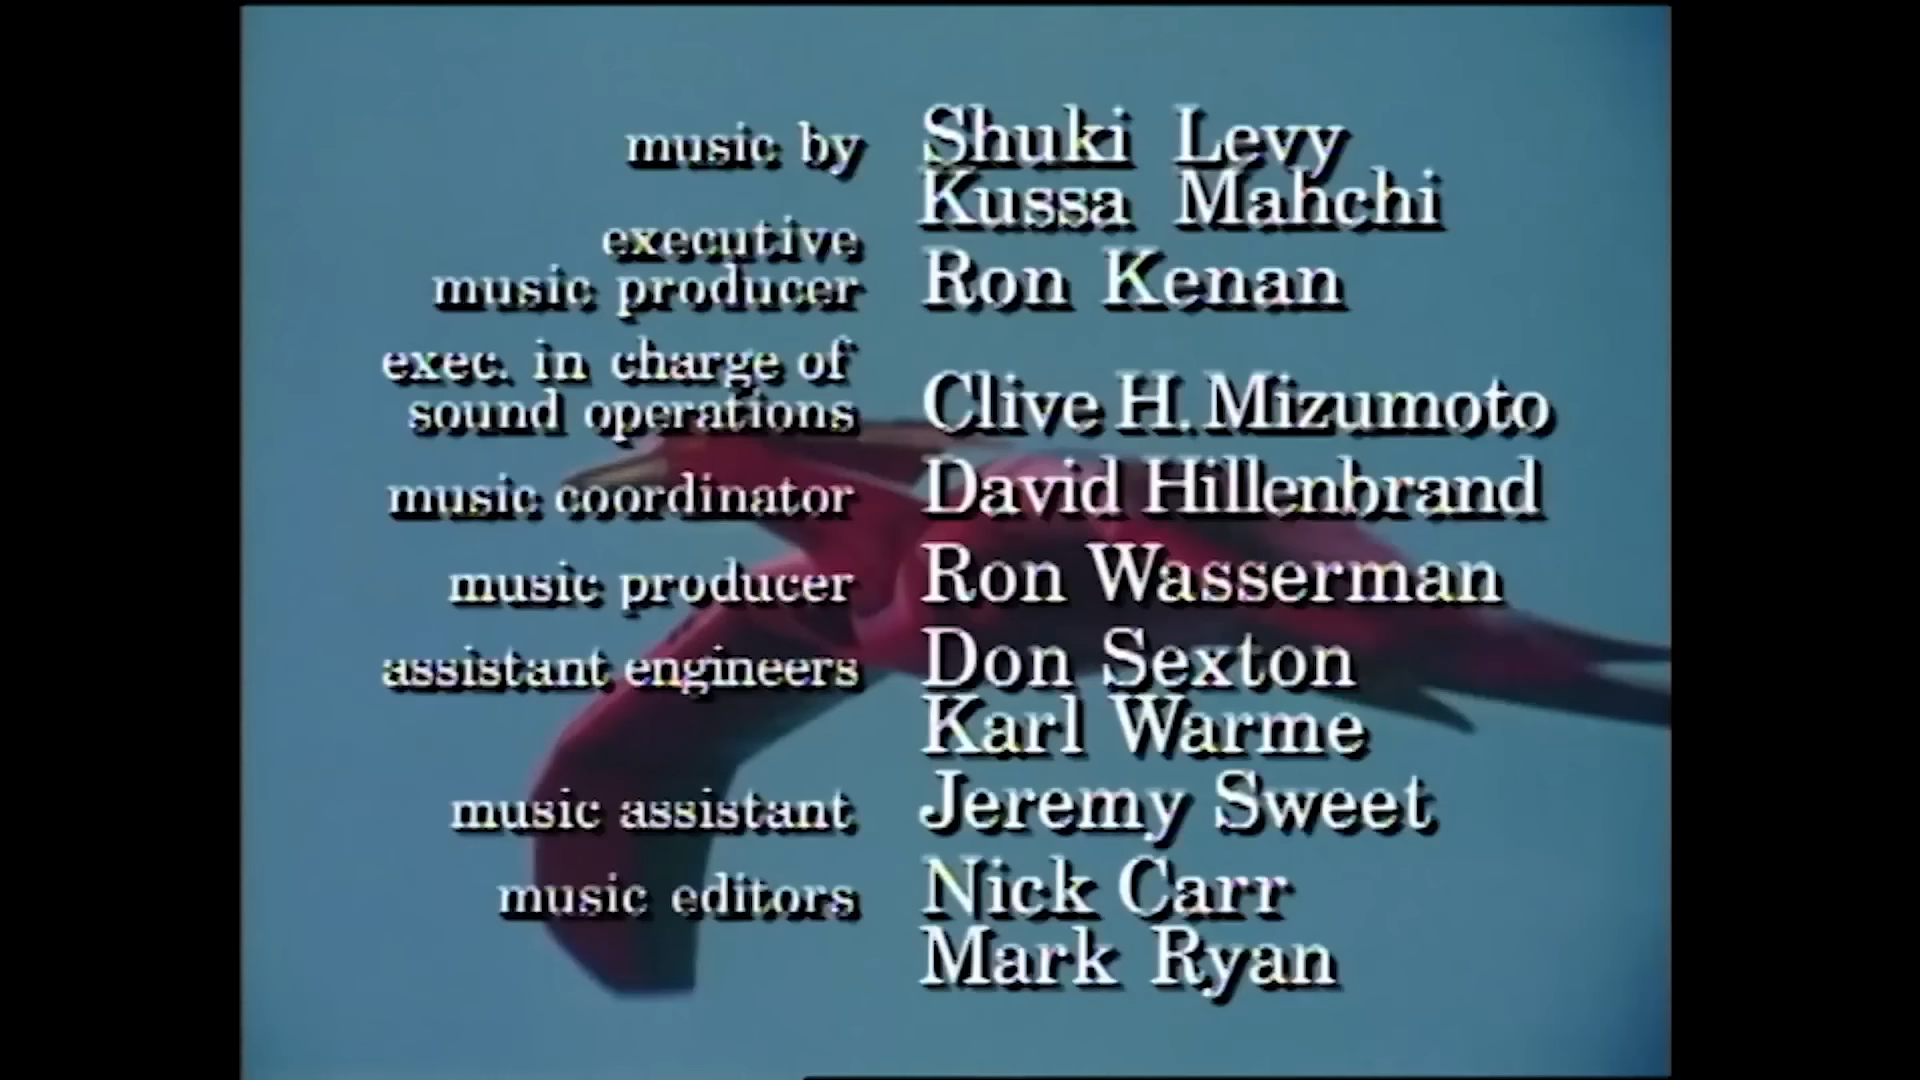 music by Shuki Levy
Kussa Mahchi
executive
music producer Ron Kenan
exec. in charge of
sound operations Clive H. Mizumoto
music coordinator David Hillenbrand
music producer Ron Wasserman
assistant engineers Don Sexton
Karl Warme
music assistant Jeremy Sweet
music editors Nick Carr
Mark Ryan